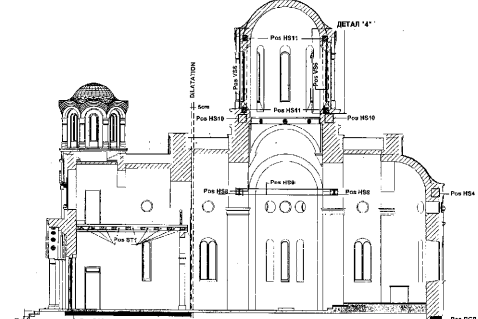 ДЕТАЛ "4"
Pos HS11
Pos VS5
Pos VS6
DILATATION
5cm
Pos HS11
Pos HS10
Pos HS10
Pos HS8
Pos HS9
Pos HS8
Pos HS4
Pos ST1